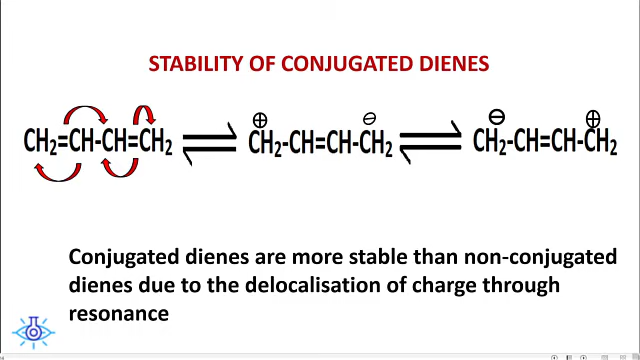 STABILITY OF CONJUGATED DIENES
⊕ ⊖ ⊖ ⊕
CH₂=CH-CH=CH₂ ⇌ CH₂-CH=CH-CH₂ ⇌ CH₂-CH=CH-CH₂
Conjugated dienes are more stable than non-conjugated
dienes due to the delocalisation of charge through
resonance